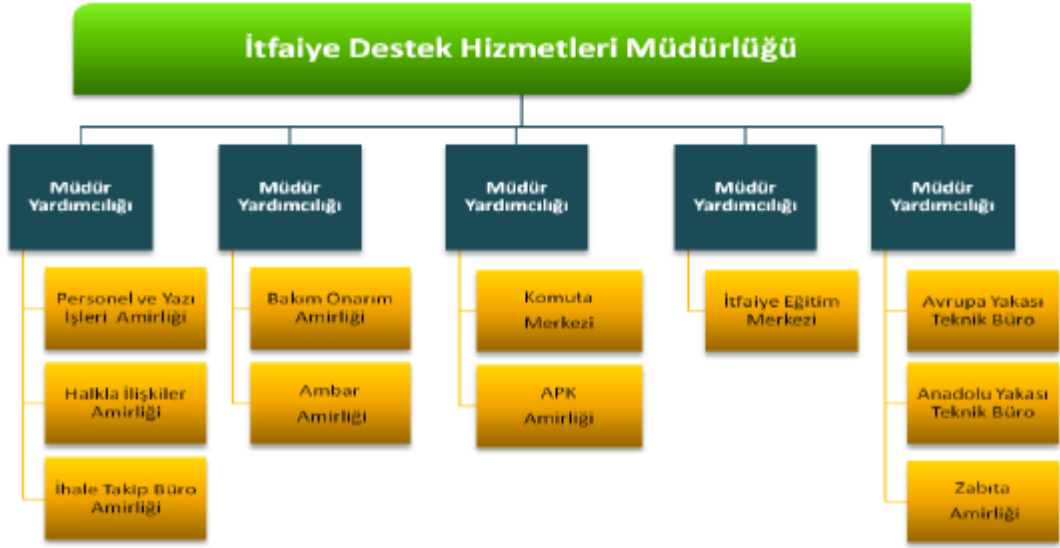 İtfaiye Destek Hizmetleri Müdürlüğü
Müdür
Yardımcılığı
Personel ve Yazı
İşleri Amirliği
Halkla İlişkiler
Amirliği
İhale Takip Büro
Amirliği
Müdür
Yardımcılığı
Bakım Onarım
Amirliği
Ambar
Amirliği
Müdür
Yardımcılığı
Komuta
Merkezi
APK
Amirliği
Müdür
Yardımcılığı
İtfaiye Eğitim
Merkezi
Müdür
Yardımcılığı
Avrupa Yakası
Teknik Büro
Anadolu Yakası
Teknik Büro
Zabıta
Amirliği